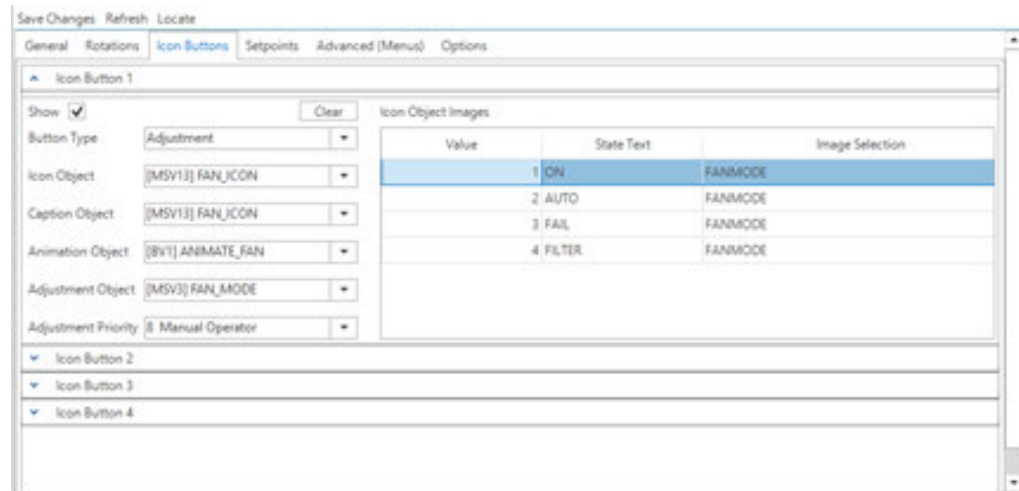 Save Changes Refresh Locate
General Rotations Icon Buttons Setpoints Advanced (Menus) Options
Icon Button 1
Show Clear Icon Object Images
Button Type Adjustment
Value State Text Image Selection
Icon Object [MSV13] FAN_ICON
1 ON FANMODE
2 AUTO FANMODE
Caption Object [MSV13] FAN_ICON
3 FAIL FANMODE
Animation Object [BV1] ANIMATE_FAN
4 FILTER FANMODE
Adjustment Object [MSV3] FAN_MODE
Adjustment Priority 8 Manual Operator
Icon Button 2
Icon Button 3
Icon Button 4